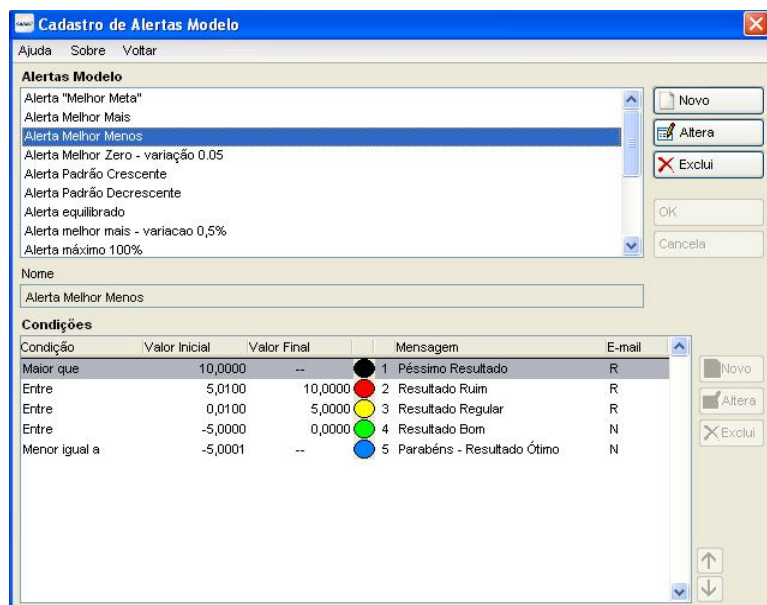 Cadastro de Alertas Modelo
Ajuda Sobre Voltar
Alertas Modelo
Alerta "Melhor Meta"
Alerta Melhor Mais
Alerta Melhor Menos
Alerta Melhor Zero - variação 0.05
Alerta Padrão Crescente
Alerta Padrão Decrescente
Alerta equilibrado
Alerta melhor mais - variacao 0,5%
Alerta máximo 100%
Novo
Altera
Exclui
OK
Cancela
Nome
Alerta Melhor Menos
Condições
Condição Valor Inicial Valor Final Mensagem E-mail
Maior que 10,0000 -- 1 Péssimo Resultado R
Entre 5,0100 10,0000 2 Resultado Ruim R
Entre 0,0100 5,0000 3 Resultado Regular R
Entre -5,0000 0,0000 4 Resultado Bom N
Menor igual a -5,0001 -- 5 Parabéns - Resultado Ótimo N
Novo
Altera
Exclui